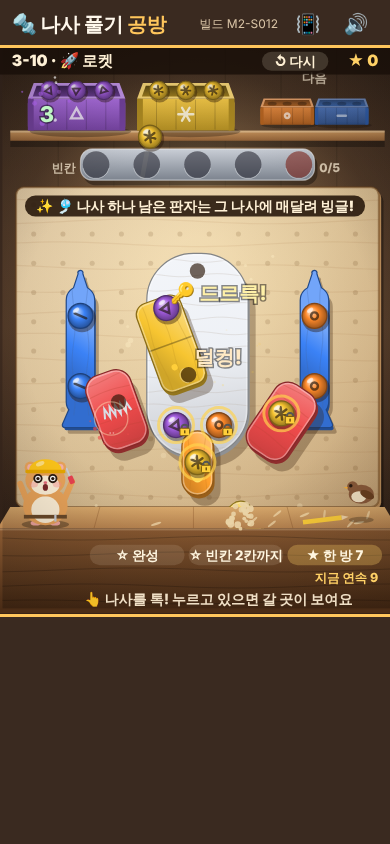 나사 풀기 공방
빌드 M2-S012
3-10 · 🚀 로켓
다시
★ 0
다음
3
빈칸
0/5
✨ 🎐 나사 하나 남은 판자는 그 나사에 매달려 빙글!
드르륵!
덜컹!
☆ 완성
☆ 빈칸 2칸까지
★ 한 방 7
지금 연속 9
👆 나사를 톡! 누르고 있으면 갈 곳이 보여요